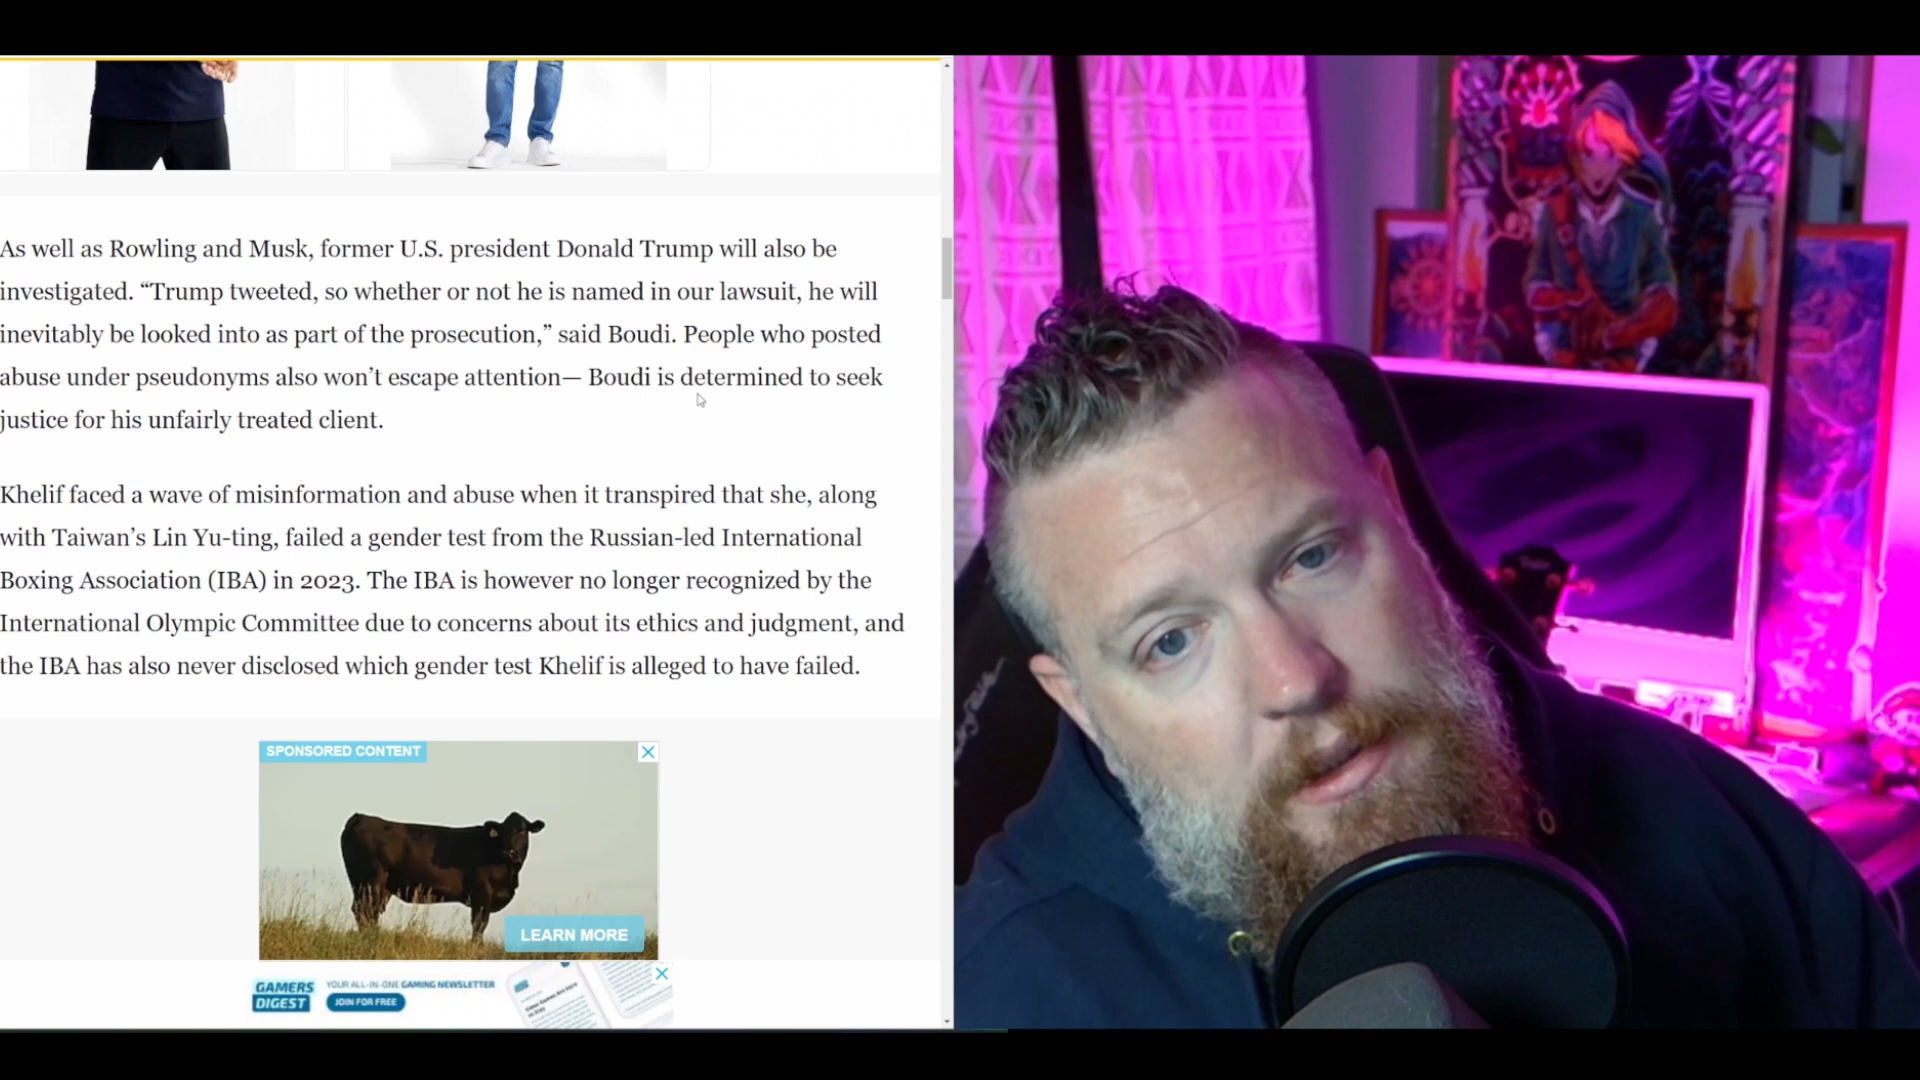 As well as Rowling and Musk, former U.S. president Donald Trump will also be
investigated. “Trump tweeted, so whether or not he is named in our lawsuit, he will
inevitably be looked into as part of the prosecution,” said Boudi. People who posted
abuse under pseudonyms also won’t escape attention— Boudi is determined to seek
justice for his unfairly treated client.
Khelif faced a wave of misinformation and abuse when it transpired that she, along
with Taiwan’s Lin Yu-ting, failed a gender test from the Russian-led International
Boxing Association (IBA) in 2023. The IBA is however no longer recognized by the
International Olympic Committee due to concerns about its ethics and judgment, and
the IBA has also never disclosed which gender test Khelif is alleged to have failed.
SPONSORED CONTENT
LEARN MORE
GAMERS
DIGEST
YOUR ALL-IN-ONE GAMING NEWSLETTER
JOIN FOR FREE